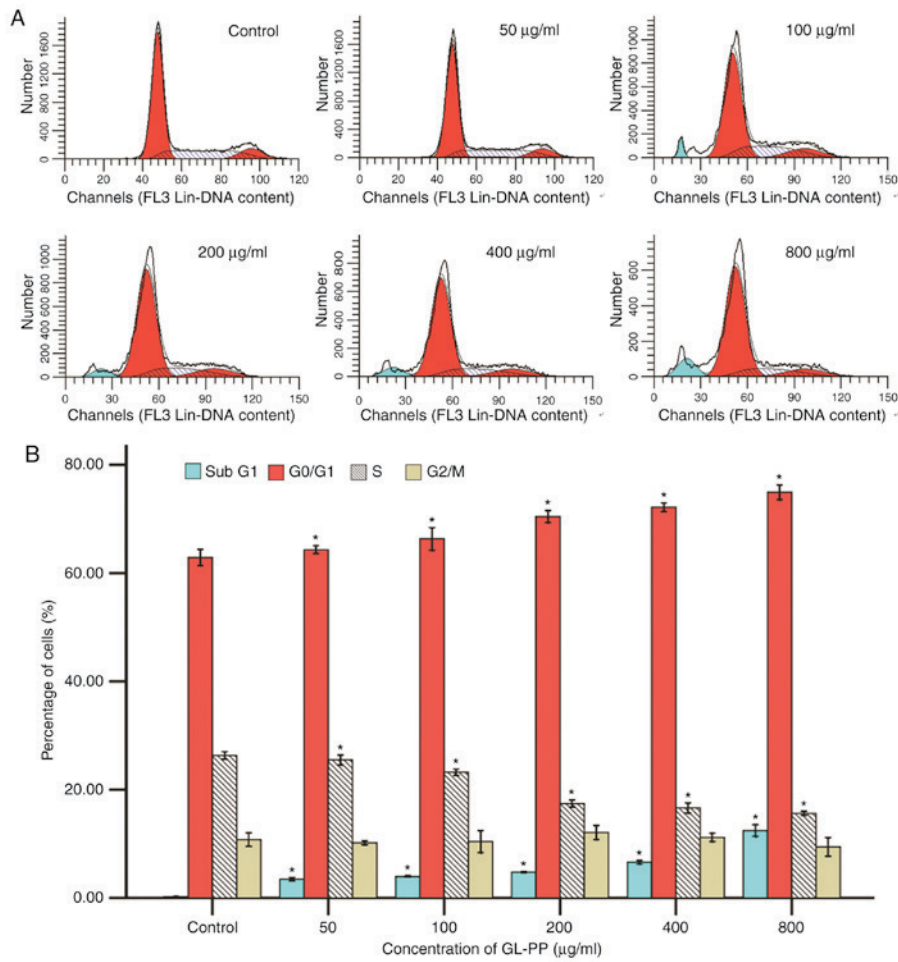 A
Control
Number
0 400 800 1200 1600
0 20 40 60 80 100 120
Channels (FL3 Lin-DNA content)
50 μg/ml
Number
0 400 800 1200 1600
0 20 40 60 80 100 120
Channels (FL3 Lin-DNA content)
100 μg/ml
Number
0 200 400 600 800 1000
0 30 60 90 120 150
Channels (FL3 Lin-DNA content)
200 μg/ml
Number
0 200 400 600 800 1000
0 30 60 90 120 150
Channels (FL3 Lin-DNA content)
400 μg/ml
Number
0 200 400 600 800
0 30 60 90 120 150
Channels (FL3 Lin-DNA content)
800 μg/ml
Number
0 200 400 600
0 30 60 90 120 150
Channels (FL3 Lin-DNA content)
B
Sub G1 G0/G1 S G2/M
Percentage of cells (%)
80.00
60.00
40.00
20.00
0.00
* * * * *
* * * * *
* * * * *
Control 50 100 200 400 800
Concentration of GL-PP (μg/ml)